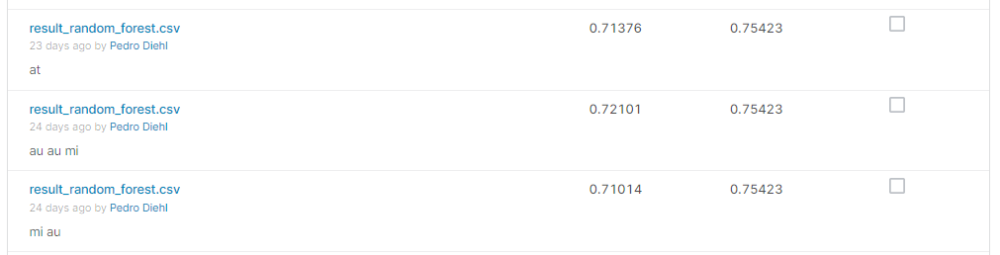 result_random_forest.csv 0.71376 0.75423
23 days ago by Pedro Diehl
at
result_random_forest.csv 0.72101 0.75423
24 days ago by Pedro Diehl
au au mi
result_random_forest.csv 0.71014 0.75423
24 days ago by Pedro Diehl
mi au